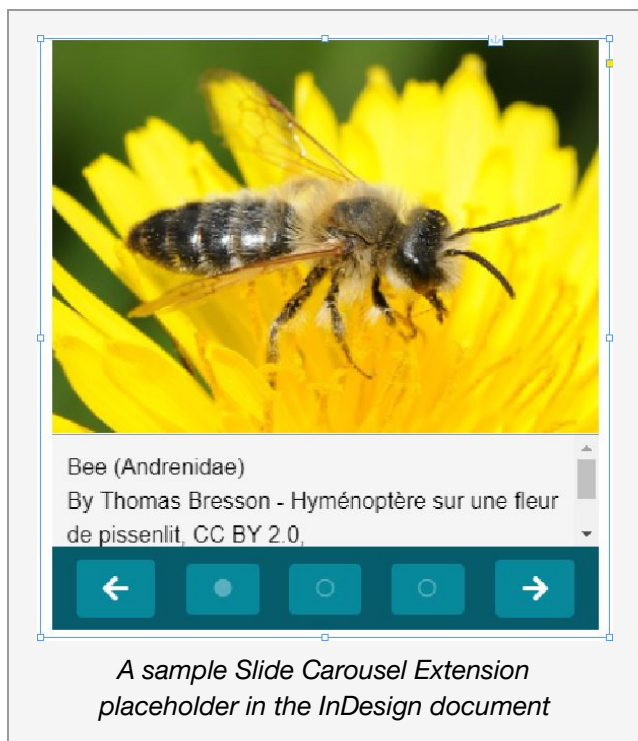 Bee (Andrenidae)
By Thomas Bresson - Hyménoptère sur une fleur
de pissenlit, CC BY 2.0,
A sample Slide Carousel Extension
placeholder in the InDesign document